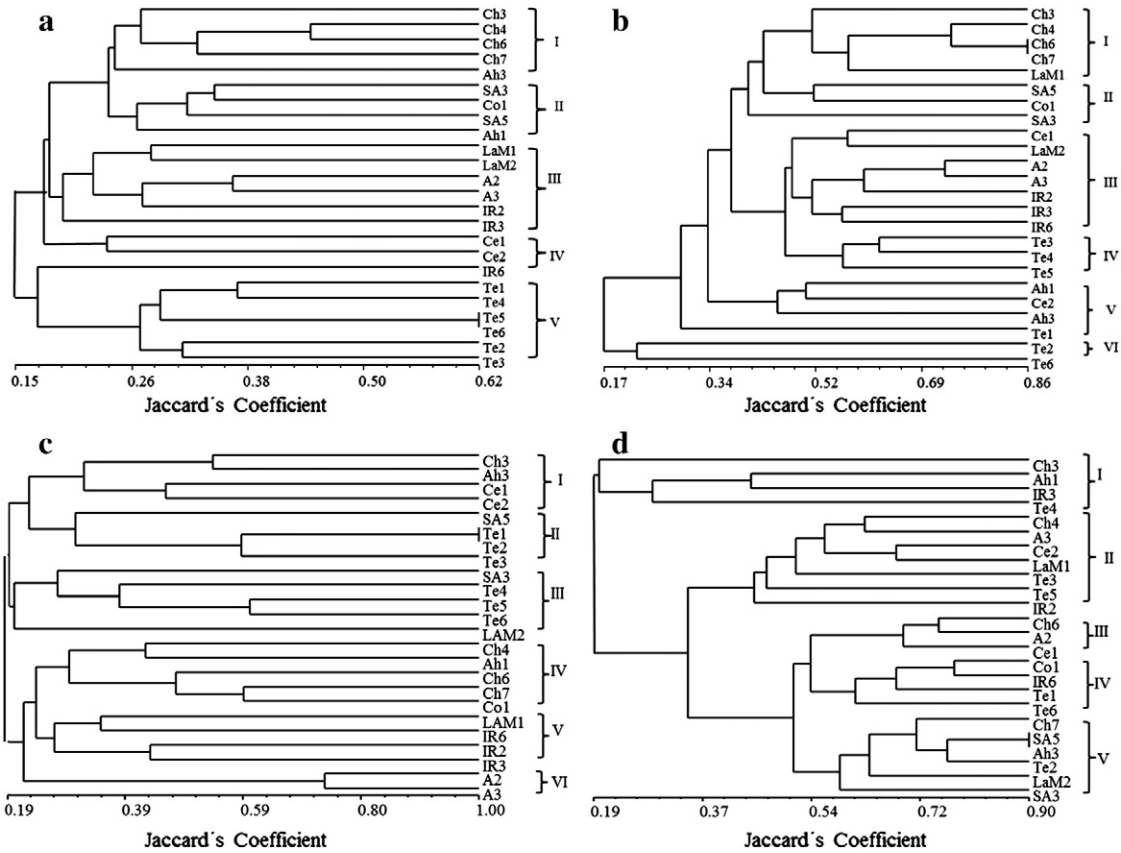 a
Ch3
Ch4
Ch6
Ch7
Ah3
SA3
Co1
SA5
Ah1
LaM1
LaM2
A2
A3
IR2
IR3
Ce1
Ce2
IR6
Te1
Te4
Te5
Te6
Te2
Te3
I
II
III
IV
V
0.15 0.26 0.38 0.50 0.62
Jaccard´s Coefficient
b
Ch3
Ch4
Ch6
Ch7
LaM1
SA5
Co1
SA3
Ce1
LaM2
A2
A3
IR2
IR3
IR6
Te3
Te4
Te5
Ah1
Ce2
Ah3
Te1
Te2
Te6
I
II
III
IV
V
VI
0.17 0.34 0.52 0.69 0.86
Jaccard´s Coefficient
c
Ch3
Ah3
Ce1
Ce2
SA5
Te1
Te2
Te3
SA3
Te4
Te5
Te6
LAM2
Ch4
Ah1
Ch6
Ch7
Co1
LAM1
IR6
IR2
IR3
A2
A3
I
II
III
IV
V
VI
0.19 0.39 0.59 0.80 1.00
Jaccard´s Coefficient
d
Ch3
Ah1
IR3
Te4
Ch4
A3
Ce2
LaM1
Te3
Te5
IR2
Ch6
A2
Ce1
Co1
IR6
Te1
Te6
Ch7
SA5
Ah3
Te2
LaM2
SA3
I
II
III
IV
V
0.19 0.37 0.54 0.72 0.90
Jaccard´s Coefficient